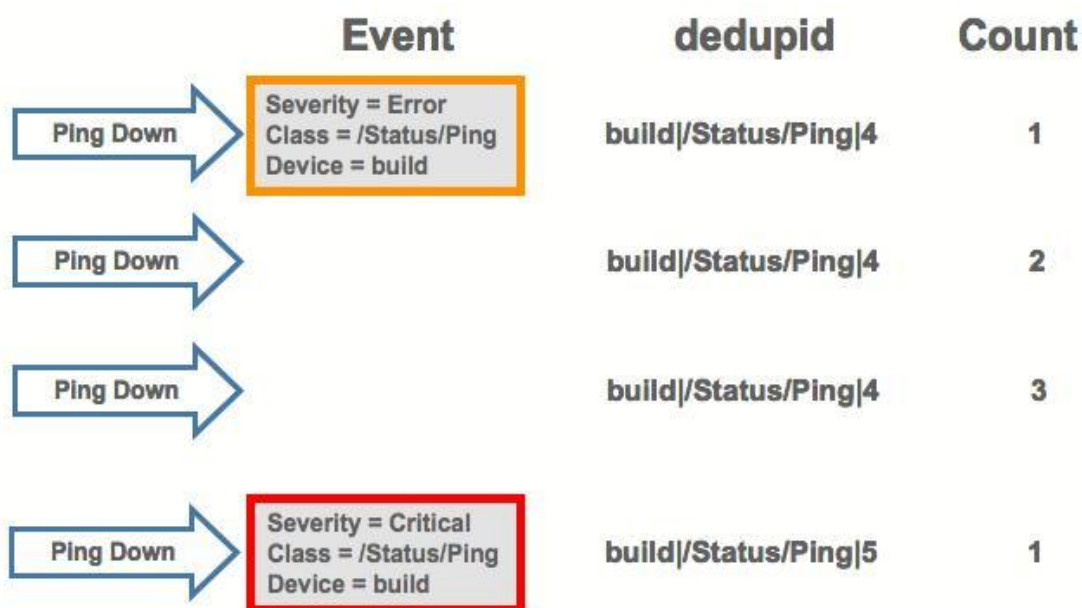 Event dedupid Count
Ping Down
Severity = Error
Class = /Status/Ping
Device = build
build|/Status/Ping|4 1
Ping Down build|/Status/Ping|4 2
Ping Down build|/Status/Ping|4 3
Ping Down
Severity = Critical
Class = /Status/Ping
Device = build
build|/Status/Ping|5 1